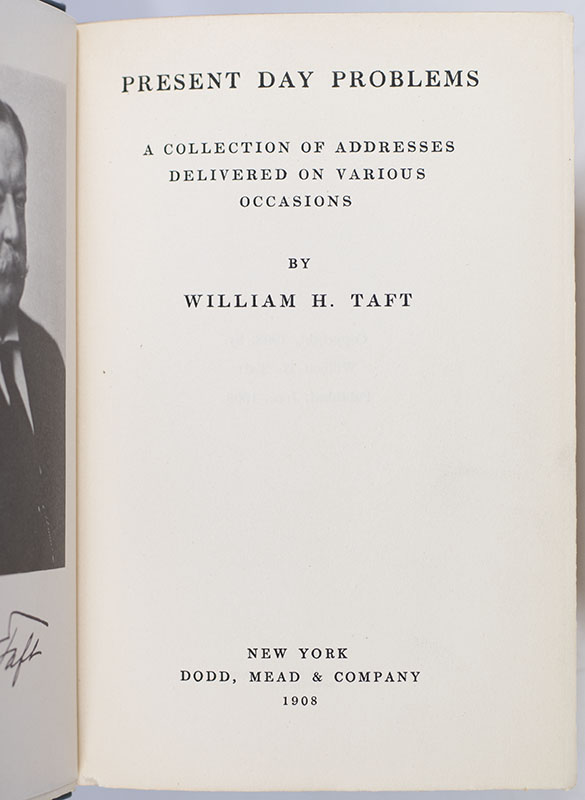 PRESENT DAY PROBLEMS
A COLLECTION OF ADDRESSES
DELIVERED ON VARIOUS
OCCASIONS
BY
WILLIAM H. TAFT
NEW YORK
DODD, MEAD & COMPANY
1908
Taft